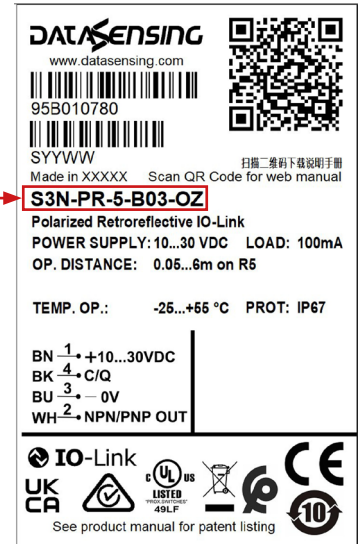 DATASENSING
www.datasensing.com
95B010780
SYYWW
扫描二维码下载说明手册
Made in XXXXX Scan QR Code for web manual
S3N-PR-5-B03-OZ
Polarized Retroreflective IO-Link
POWER SUPPLY: 10...30 VDC LOAD: 100mA
OP. DISTANCE: 0.05...6m on R5
TEMP. OP.: -25...+55 °C PROT: IP67
BN 1 +10...30VDC
BK 4 C/Q
BU 3 – 0V
WH 2 NPN/PNP OUT
IO-Link
c UL US
LISTED
"PROX.SWITCHES"
49LF
UK
CA
CE
10
See product manual for patent listing